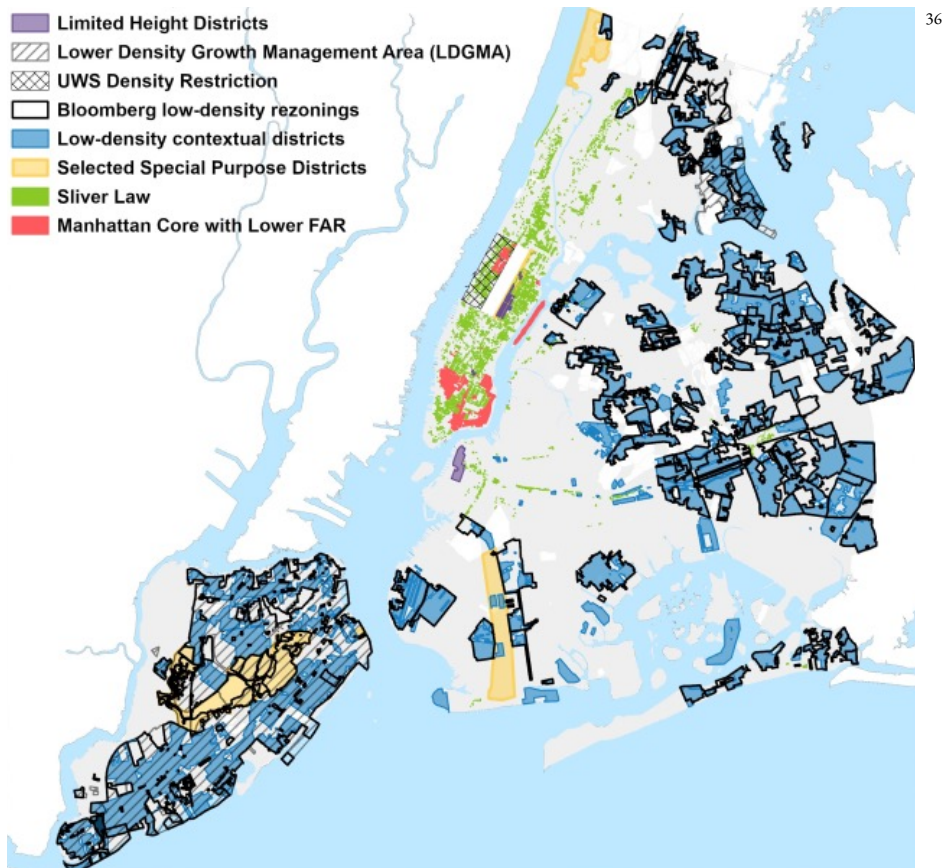 36
Limited Height Districts
Lower Density Growth Management Area (LDGMA)
UWS Density Restriction
Bloomberg low-density rezonings
Low-density contextual districts
Selected Special Purpose Districts
Sliver Law
Manhattan Core with Lower FAR